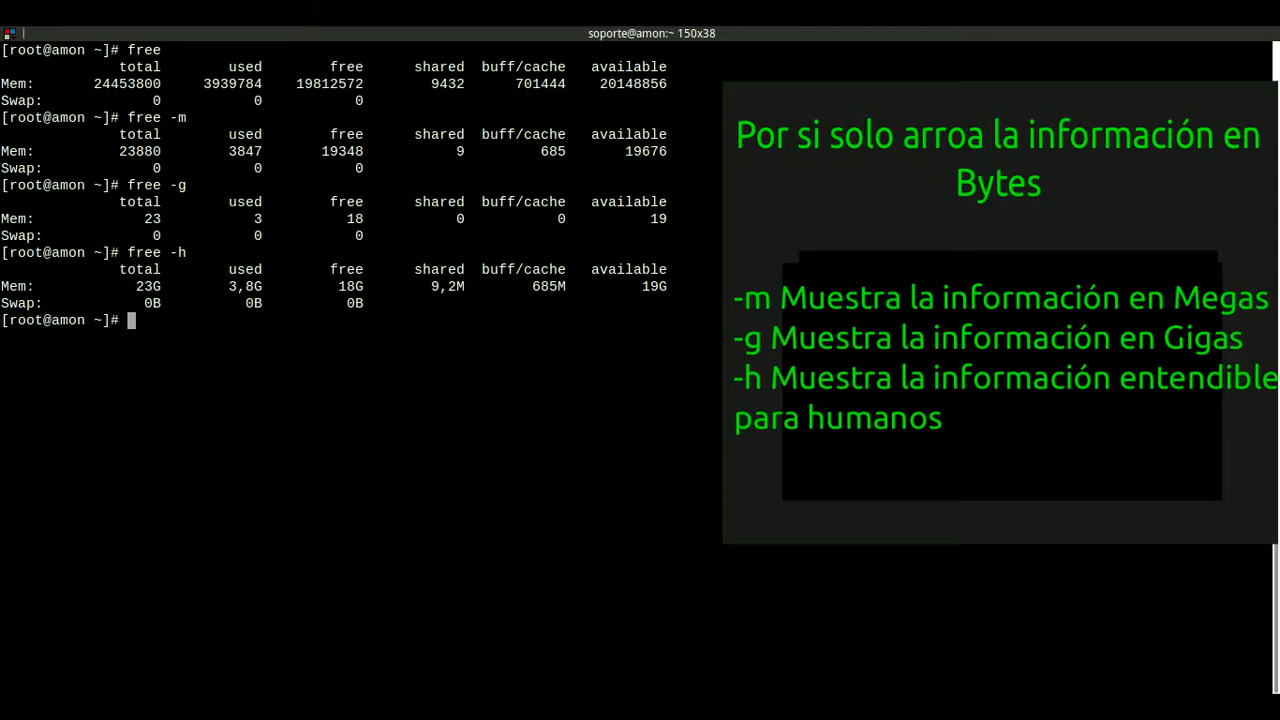 soporte@amon:~ 150x38
[root@amon ~]# free
total used free shared buff/cache available
Mem: 24453800 3939784 19812572 9432 701444 20148856
Swap: 0 0 0
[root@amon ~]# free -m
total used free shared buff/cache available
Mem: 23880 3847 19348 9 685 19676
Swap: 0 0 0
[root@amon ~]# free -g
total used free shared buff/cache available
Mem: 23 3 18 0 0 19
Swap: 0 0 0
[root@amon ~]# free -h
total used free shared buff/cache available
Mem: 23G 3,8G 18G 9,2M 685M 19G
Swap: 0B 0B 0B
[root@amon ~]#
Por si solo arroa la información en
Bytes
-m Muestra la información en Megas
-g Muestra la información en Gigas
-h Muestra la información entendible
para humanos